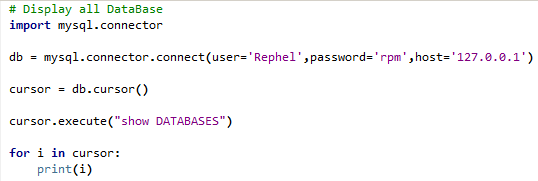 # Display all DataBase
import mysql.connector
db = mysql.connector.connect(user='Rephel',password='rpm',host='127.0.0.1')
cursor = db.cursor()
cursor.execute("show DATABASES")
for i in cursor:
    print(i)